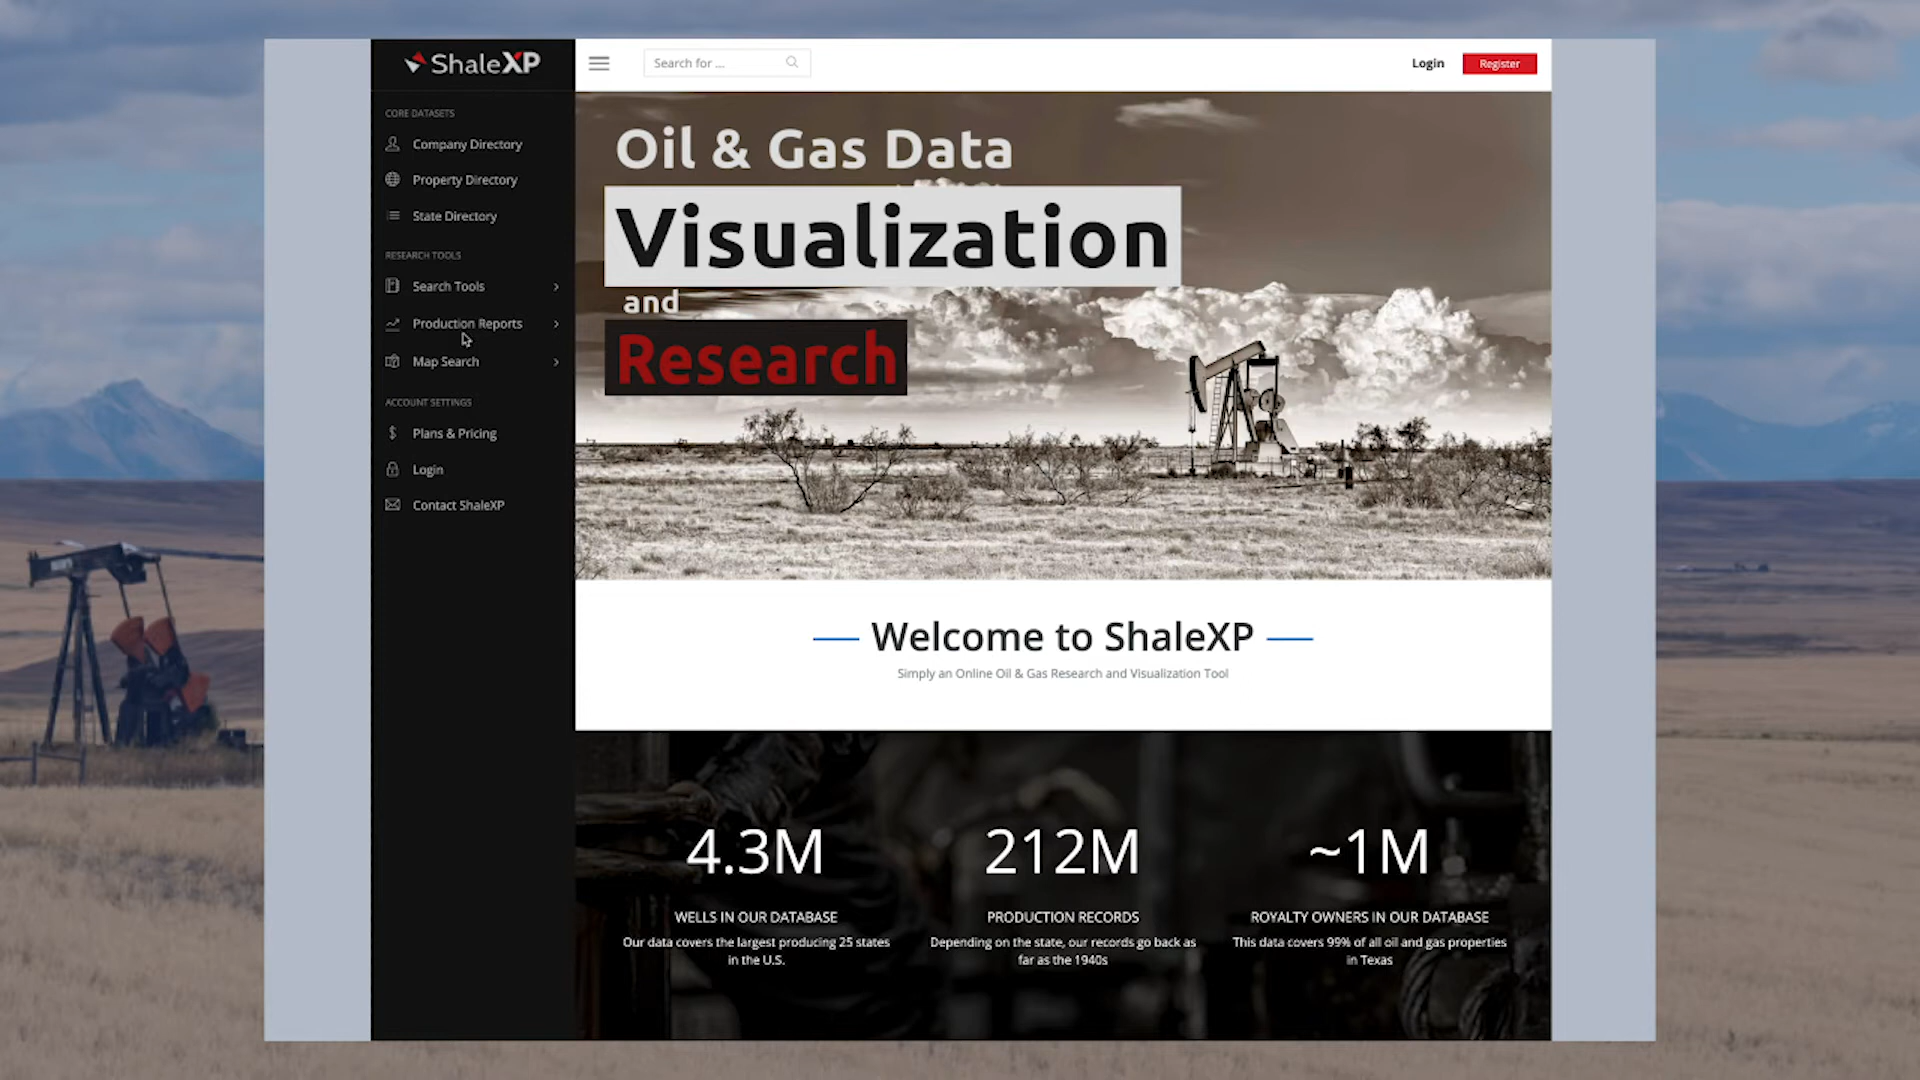 ShaleXP
Search for ...
Login
Register
CORE DATASETS
Company Directory
Property Directory
State Directory
RESEARCH TOOLS
Search Tools
Production Reports
Map Search
ACCOUNT SETTINGS
Plans & Pricing
Login
Contact ShaleXP
Oil & Gas Data
Visualization
and
Research
Welcome to ShaleXP
Simply an Online Oil & Gas Research and Visualization Tool
4.3M
WELLS IN OUR DATABASE
Our data covers the largest producing 25 states
in the U.S.
212M
PRODUCTION RECORDS
Depending on the state, our records go back as
far as the 1940s
~1M
ROYALTY OWNERS IN OUR DATABASE
This data covers 99% of all oil and gas properties
in Texas